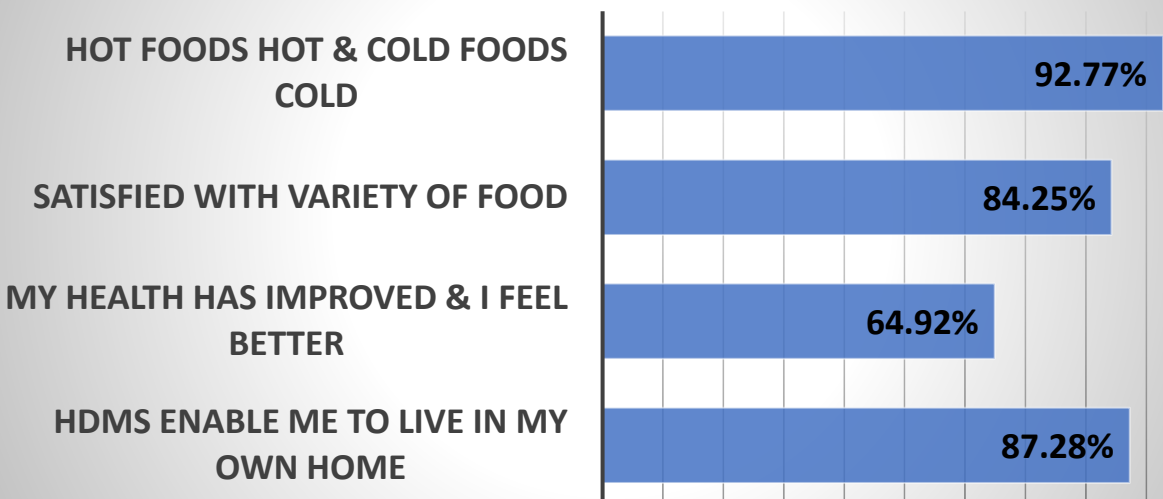 HOT FOODS HOT & COLD FOODS
COLD
92.77%
SATISFIED WITH VARIETY OF FOOD
84.25%
MY HEALTH HAS IMPROVED & I FEEL
BETTER
64.92%
HDMS ENABLE ME TO LIVE IN MY
OWN HOME
87.28%